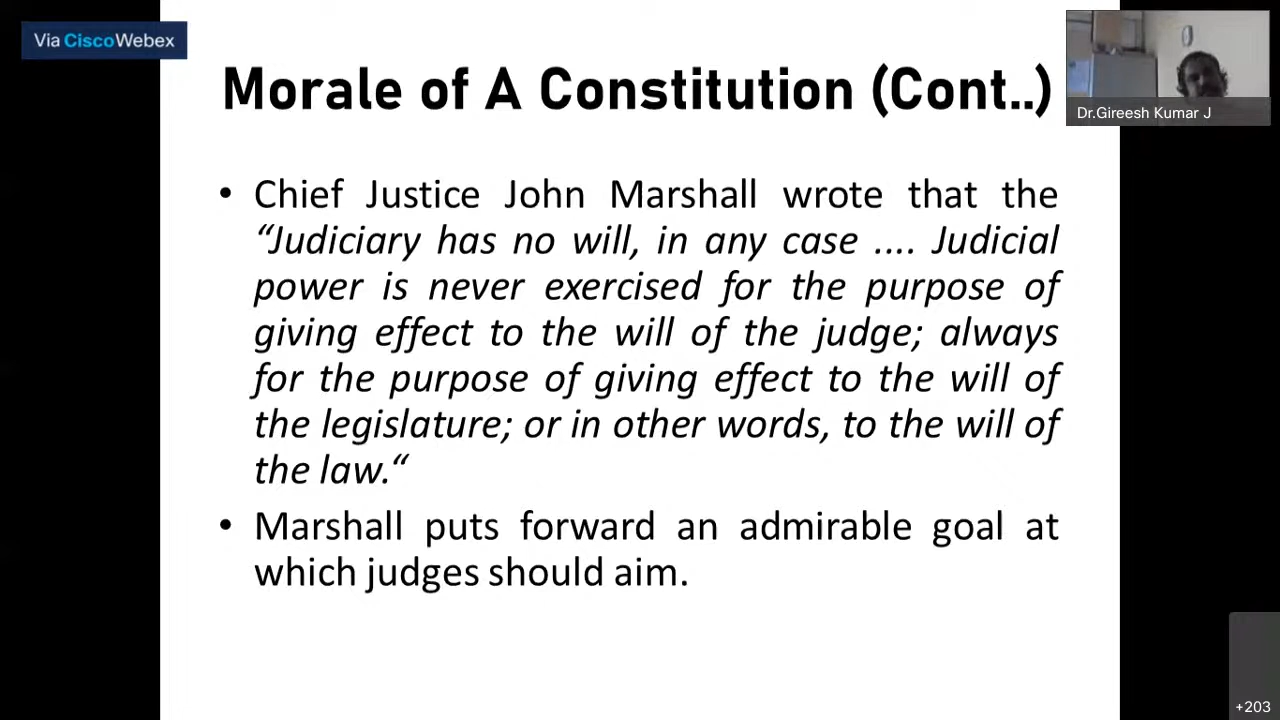 Via CiscoWebex
Morale of A Constitution (Cont..)
Dr.Gireesh Kumar J
• Chief Justice John Marshall wrote that the
“Judiciary has no will, in any case .... Judicial
power is never exercised for the purpose of
giving effect to the will of the judge; always
for the purpose of giving effect to the will of
the legislature; or in other words, to the will of
the law.“
• Marshall puts forward an admirable goal at
which judges should aim.
+203